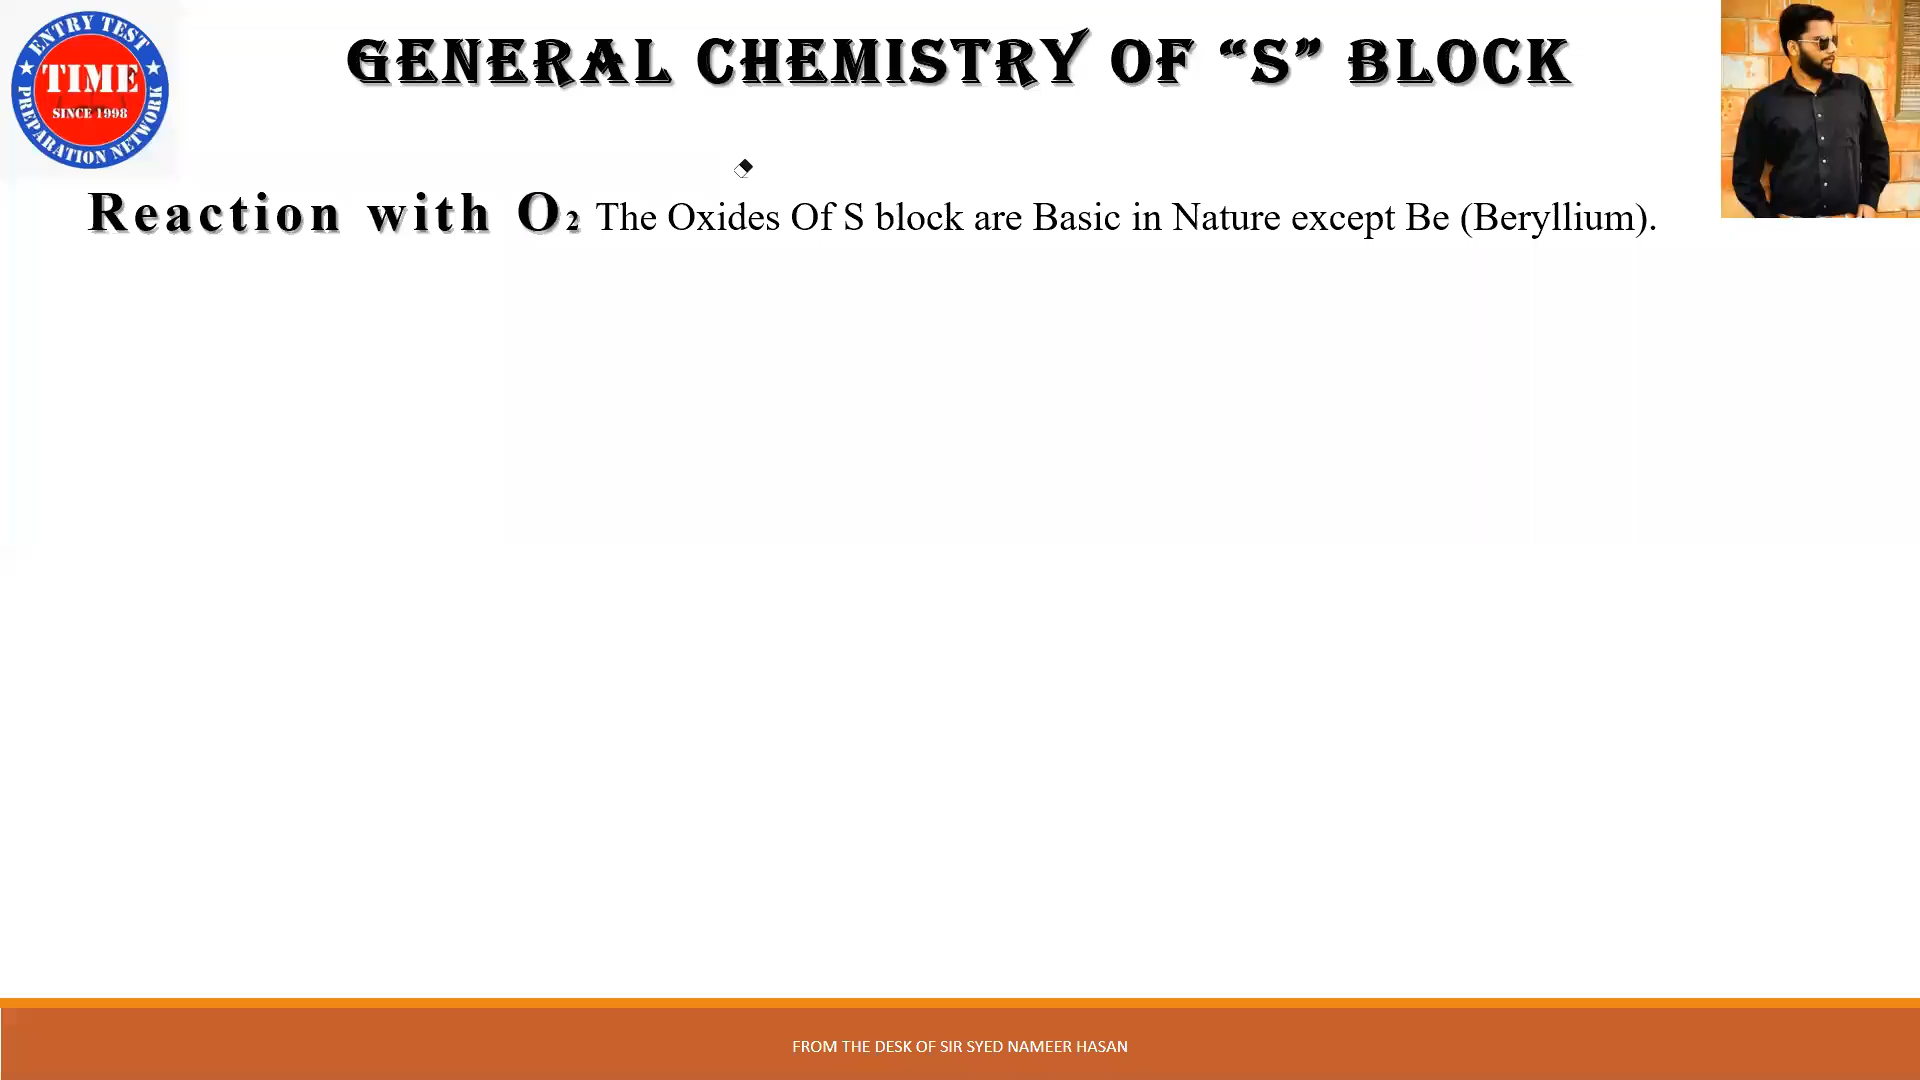 ENTRY TEST
TIME
SINCE 1998
PREPARATION NETWORK
GENERAL CHEMISTRY OF “S” BLOCK
Reaction with O₂ The Oxides Of S block are Basic in Nature except Be (Beryllium).
FROM THE DESK OF SIR SYED NAMEER HASAN